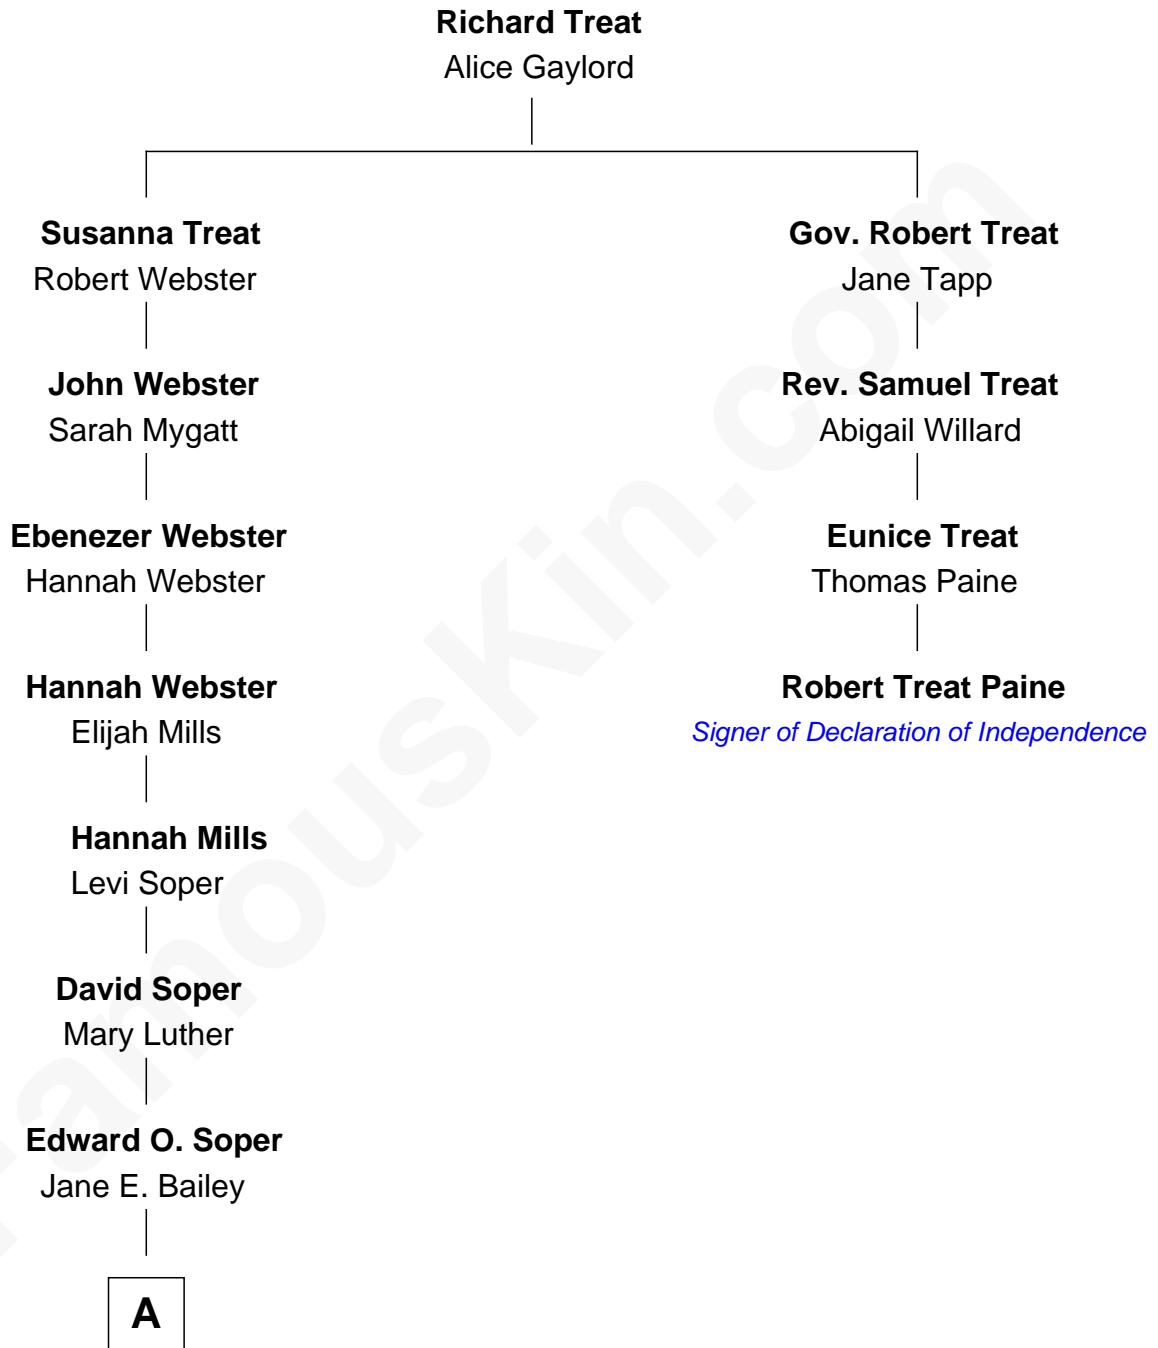 Richard Treat
Alice Gaylord
Susanna Treat
Robert Webster
Gov. Robert Treat
Jane Tapp
John Webster
Sarah Mygatt
Rev. Samuel Treat
Abigail Willard
Ebenezer Webster
Hannah Webster
Eunice Treat
Thomas Paine
Hannah Webster
Elijah Mills
Robert Treat Paine
Signer of Declaration of Independence
Hannah Mills
Levi Soper
David Soper
Mary Luther
Edward O. Soper
Jane E. Bailey
A
FamousKin.com